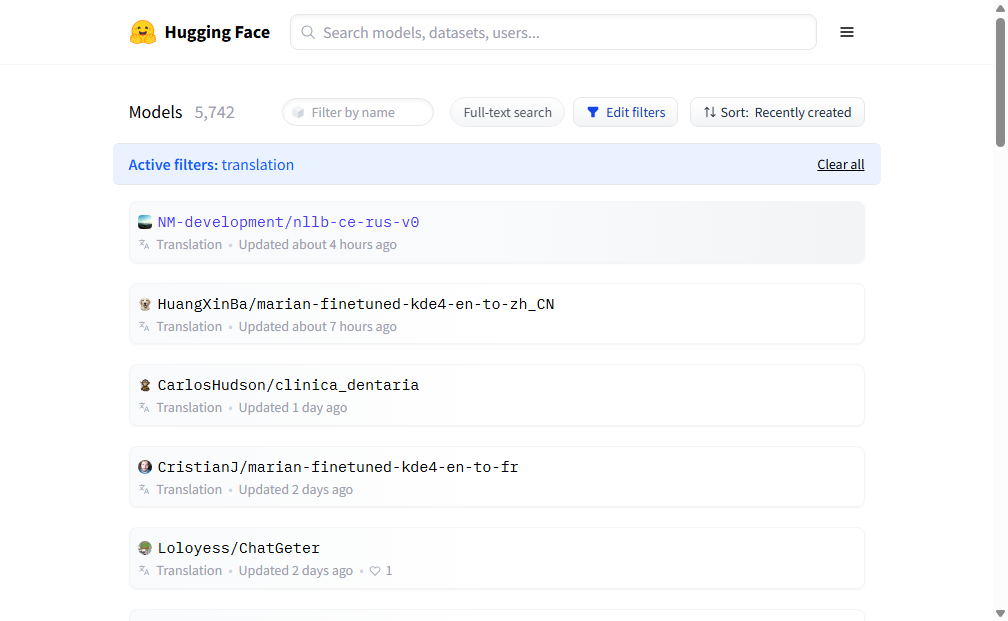 Hugging Face Search models, datasets, users...
Models 5,742 Filter by name Full-text search Edit filters Sort: Recently created
Active filters: translation Clear all
NM-development/nllb-ce-rus-v0
Translation • Updated about 4 hours ago
HuangXinBa/marian-finetuned-kde4-en-to-zh_CN
Translation • Updated about 7 hours ago
CarlosHudson/clinica_dentaria
Translation • Updated 1 day ago
CristianJ/marian-finetuned-kde4-en-to-fr
Translation • Updated 2 days ago
Loloyess/ChatGeter
Translation • Updated 2 days ago • 1